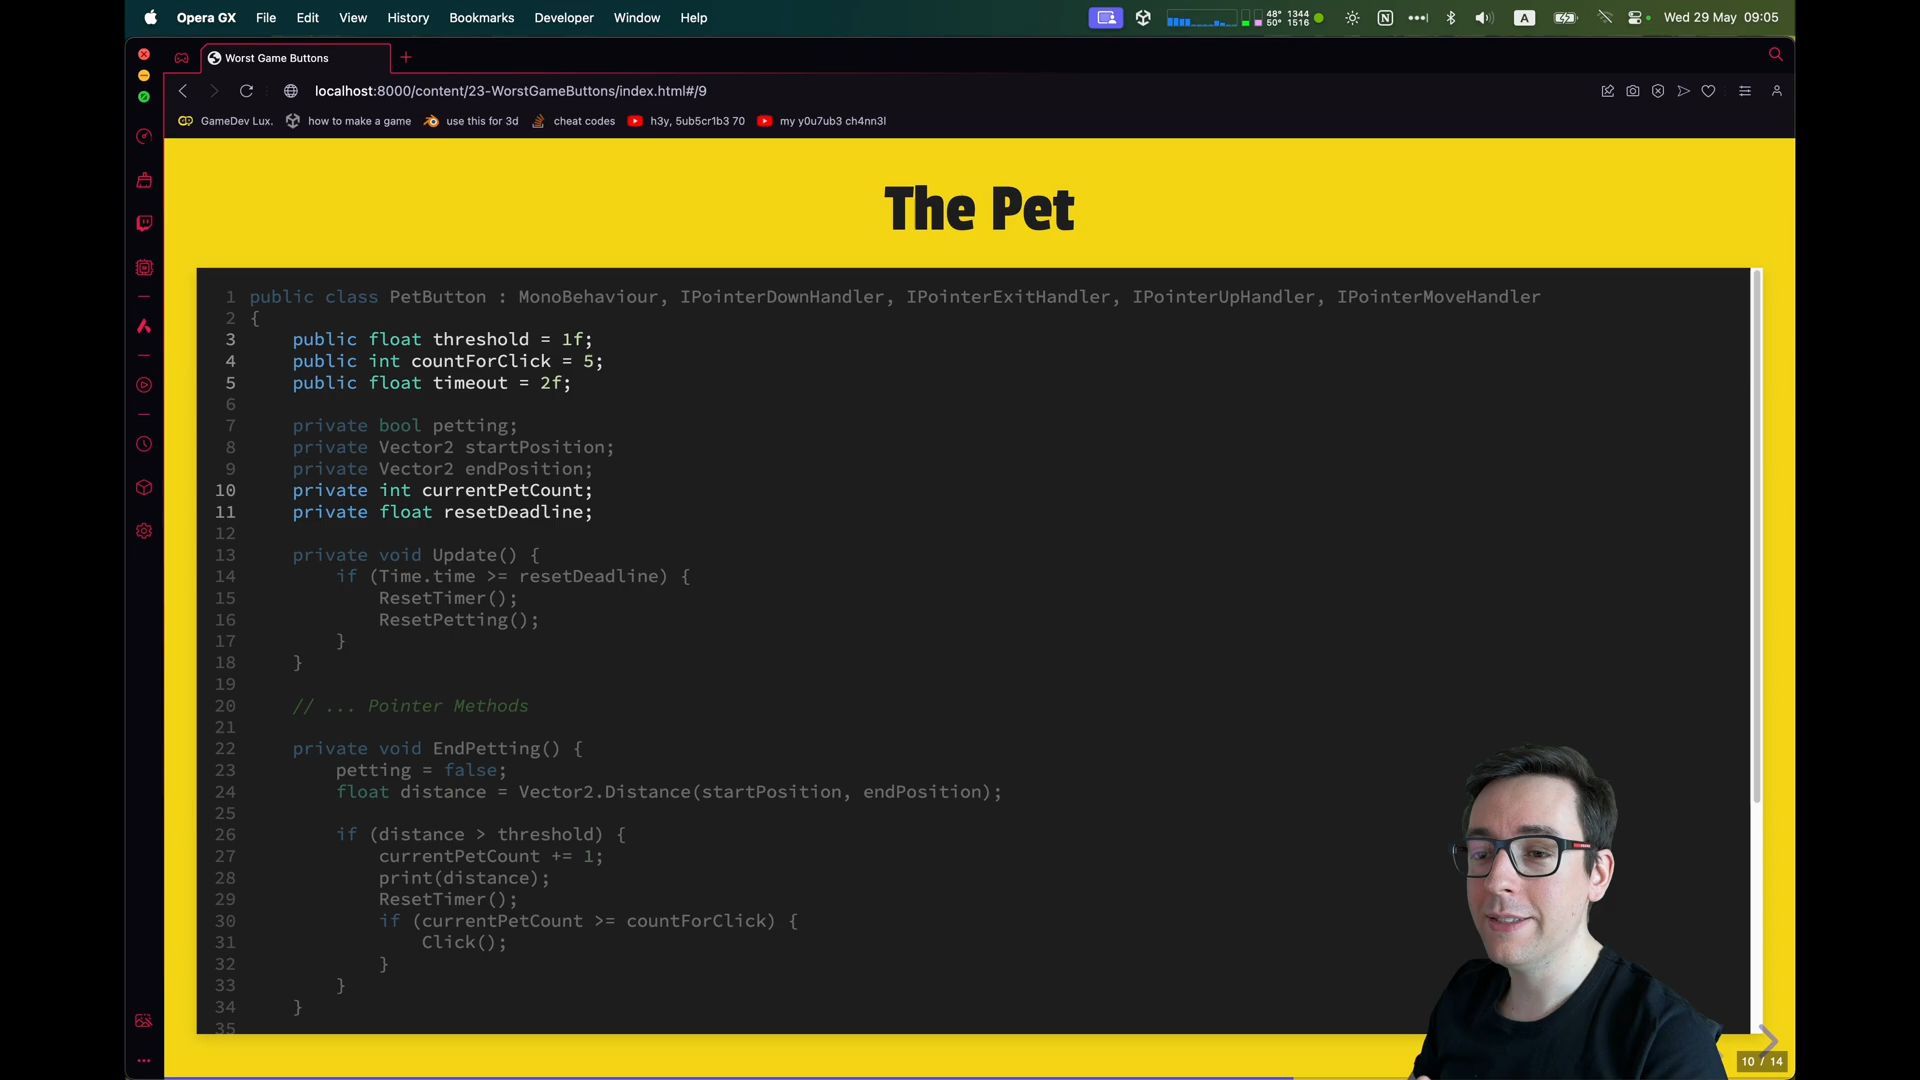 Opera GX File Edit View History Bookmarks Developer Window Help 48° 1344 50° 1516 A Wed 29 May 09:05
Worst Game Buttons
localhost:8000/content/23-WorstGameButtons/index.html#/9
GameDev Lux. how to make a game use this for 3d cheat codes h3y, 5ub5cr1b3 70 my y0u7ub3 ch4nn3l
The Pet
1 public class PetButton : MonoBehaviour, IPointerDownHandler, IPointerExitHandler, IPointerUpHandler, IPointerMoveHandler
2 {
3 public float threshold = 1f;
4 public int countForClick = 5;
5 public float timeout = 2f;
6
7 private bool petting;
8 private Vector2 startPosition;
9 private Vector2 endPosition;
10 private int currentPetCount;
11 private float resetDeadline;
12
13 private void Update() {
14 if (Time.time >= resetDeadline) {
15 ResetTimer();
16 ResetPetting();
17 }
18 }
19
20 // ... Pointer Methods
21
22 private void EndPetting() {
23 petting = false;
24 float distance = Vector2.Distance(startPosition, endPosition);
25
26 if (distance > threshold) {
27 currentPetCount += 1;
28 print(distance);
29 ResetTimer();
30 if (currentPetCount >= countForClick) {
31 Click();
32 }
33 }
34 }
35
10 / 14